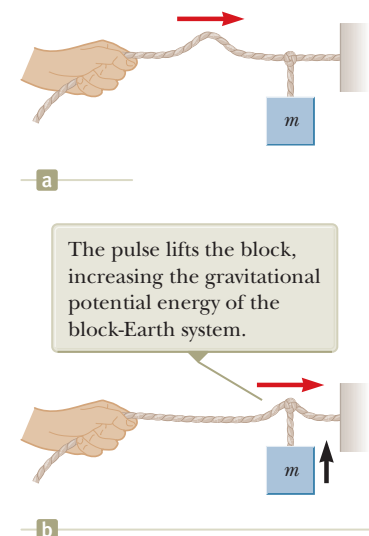 m
a
The pulse lifts the block,
increasing the gravitational
potential energy of the
block-Earth system.
m
b